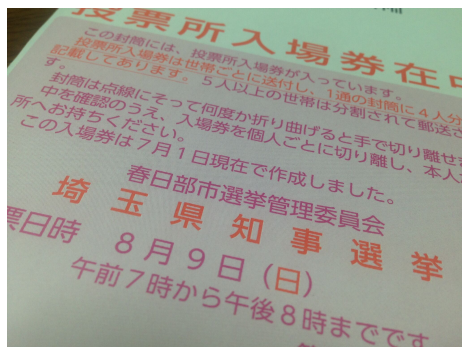 投票所入場券在中
この封筒には、投票所入場券が入っています。
投票所入場券は世帯ごとに送付し、1通の封筒に4人分
記載してあります。5人以上の世帯は分割されて郵送さ
す。
封筒は点線にそって何度か折り曲げると手で切り離せま
中を確認のうえ、入場券を個人ごとに切り離し、本人
所へお持ちください。
この入場券は7月1日現在で作成しました。
春日部市選挙管理委員会
埼玉県知事選挙
票日時 8月9日(日)
午前7時から午後8時までです